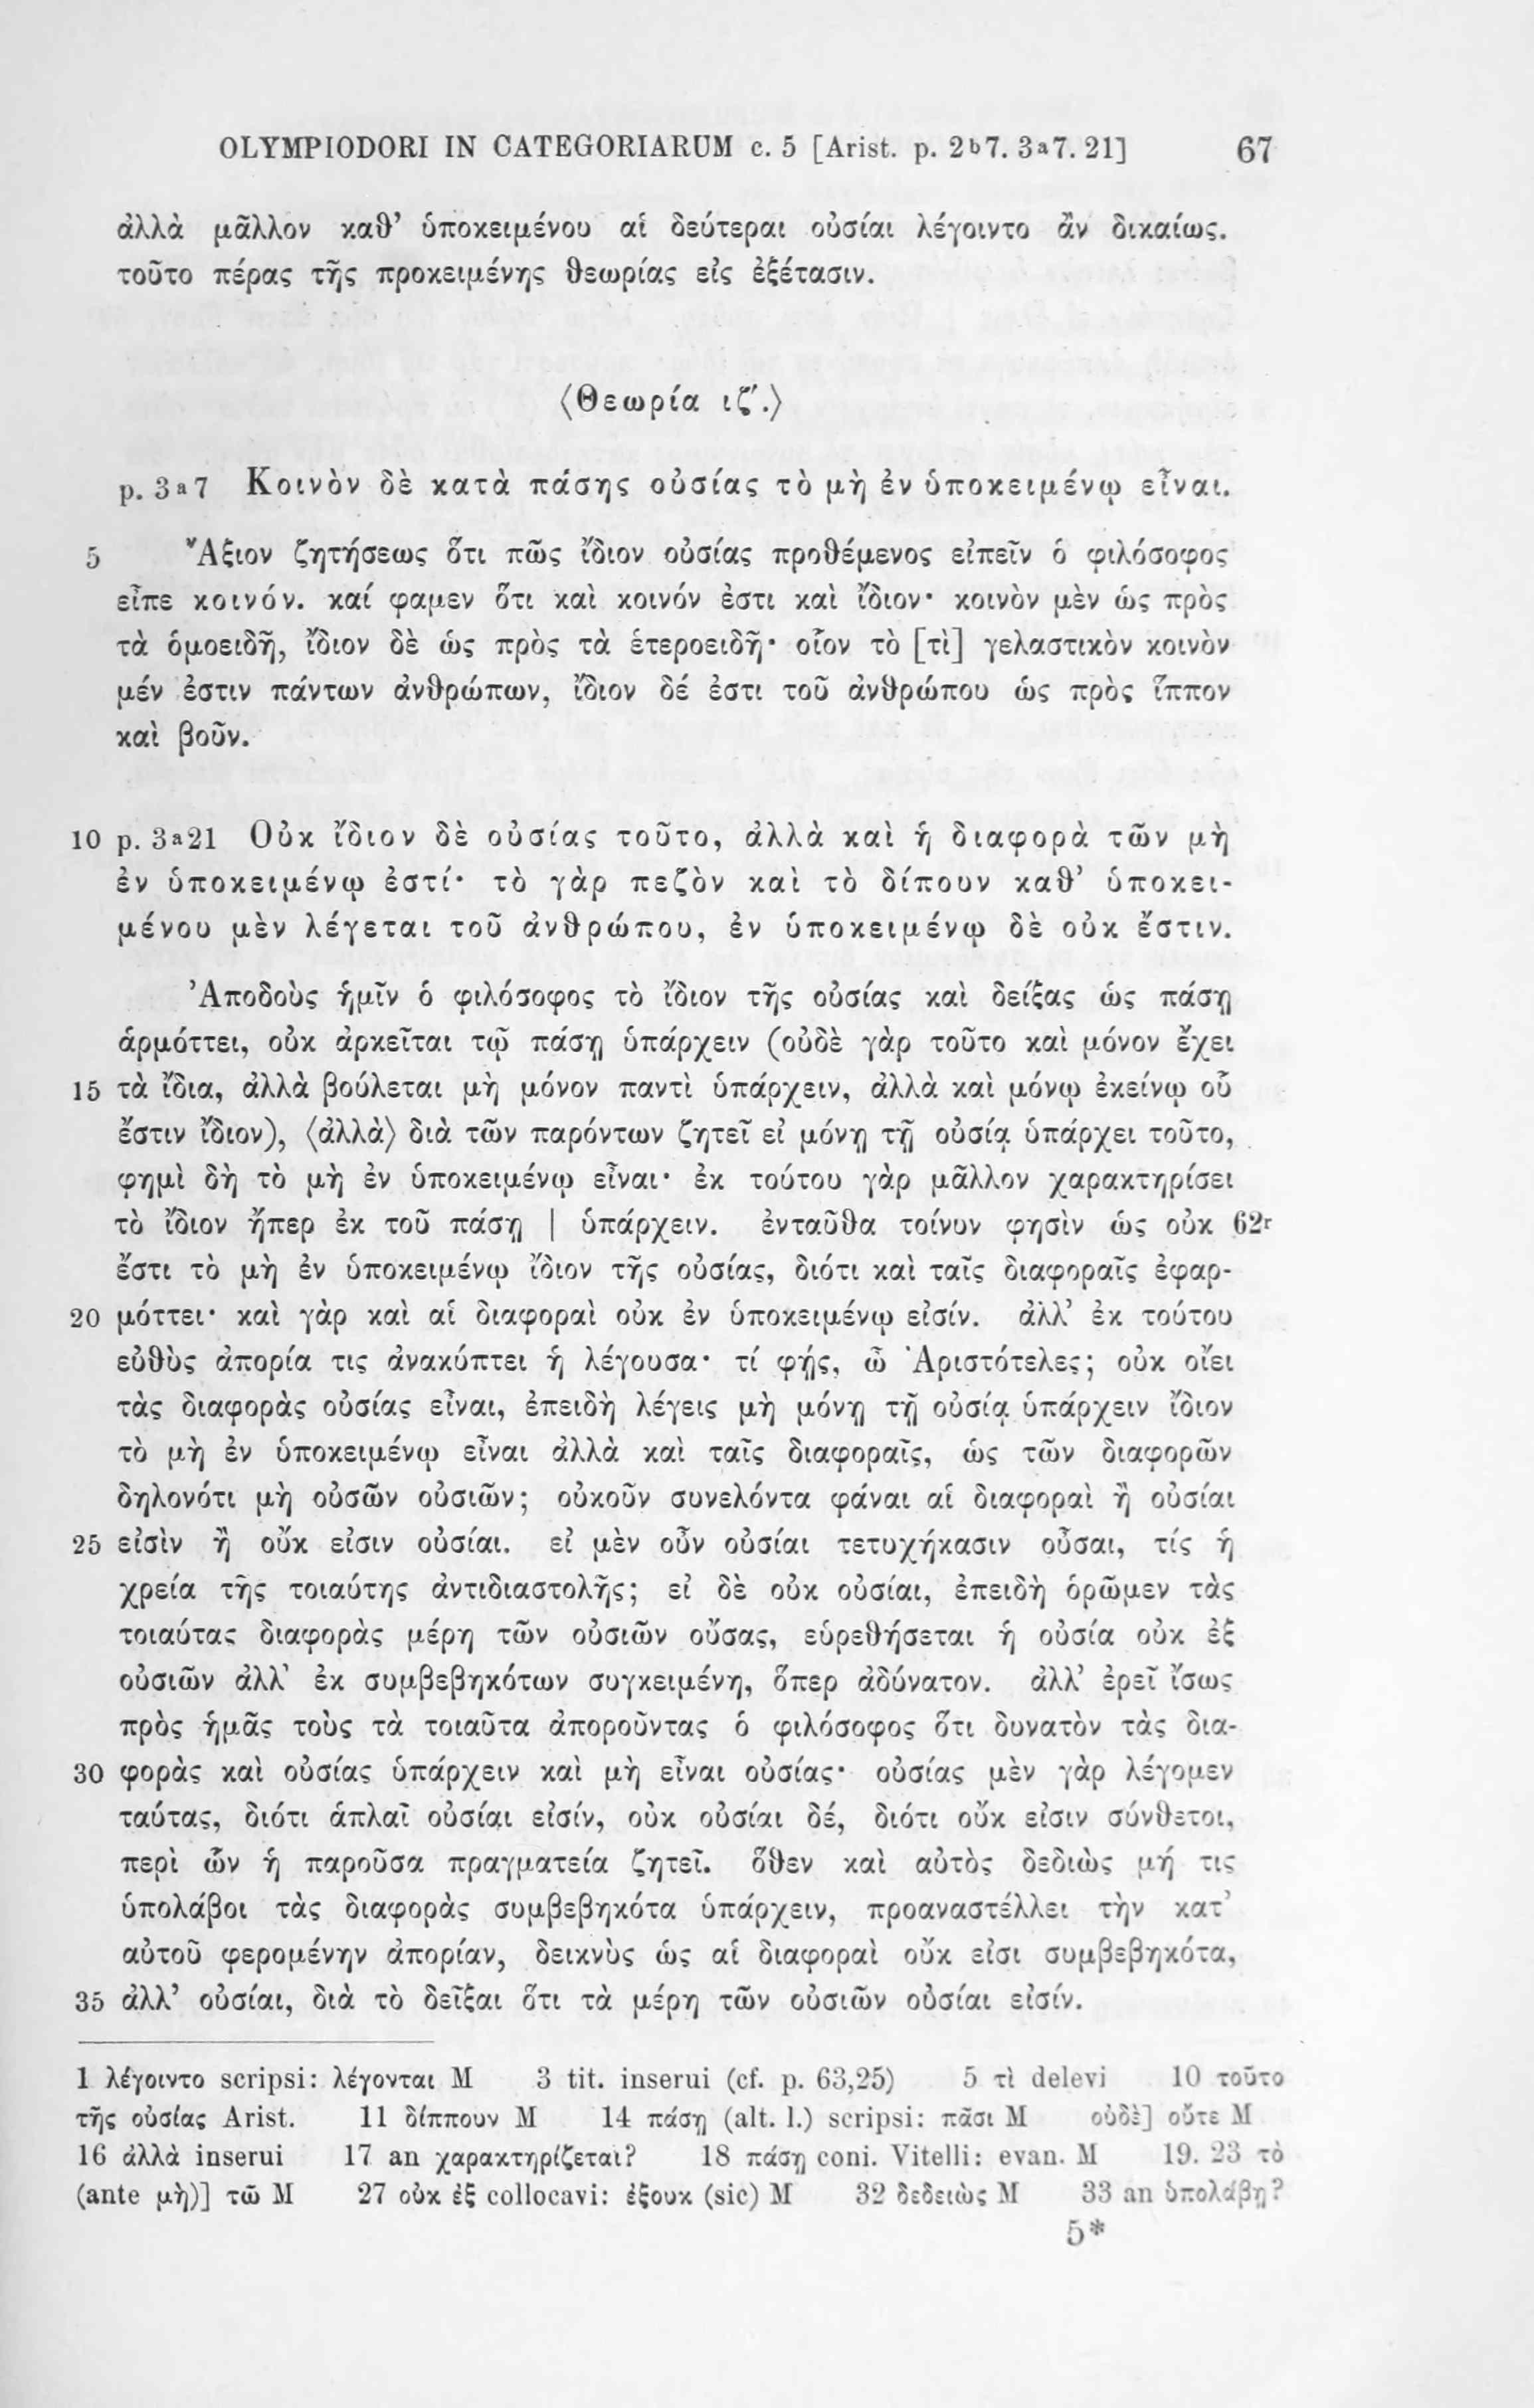 OLYMPIODORI IN CATEGORIARUM c. 5 [Arist. p. 2b7. 3a7. 21] 67
ἀλλὰ μᾶλλον καθ’ ὑποκειμένου αἱ δεύτεραι οὐσίαι λέγοιντο ἂν δικαίως.
τοῦτο πέρας τῆς προκειμένης θεωρίας εἰς ἐξέτασιν.
〈Θεωρία ιζʹ.〉
p. 3a7 Κοινὸν δὲ κατὰ πάσης οὐσίας τὸ μὴ ἐν ὑποκειμένῳ εἶναι.
5 Ἄξιον ζητήσεως ὅτι πῶς ἴδιον οὐσίας προθέμενος εἰπεῖν ὁ φιλόσοφος
εἶπε κοινόν. καί φαμεν ὅτι καὶ κοινόν ἐστι καὶ ἴδιον· κοινὸν μὲν ὡς πρὸς
τὰ ὁμοειδῆ, ἴδιον δὲ ὡς πρὸς τὰ ἑτεροειδῆ· οἷον τὸ [τὶ] γελαστικὸν κοινὸν
μέν ἐστιν πάντων ἀνθρώπων, ἴδιον δέ ἐστι τοῦ ἀνθρώπου ὡς πρὸς ἵππον
καὶ βοῦν.
10 p. 3a21 Οὐκ ἴδιον δὲ οὐσίας τοῦτο, ἀλλὰ καὶ ἡ διαφορὰ τῶν μὴ
ἐν ὑποκειμένῳ ἐστί· τὸ γὰρ πεζὸν καὶ τὸ δίπουν καθ’ ὑποκει-
μένου μὲν λέγεται τοῦ ἀνθρώπου, ἐν ὑποκειμένῳ δὲ οὐκ ἔστιν.
Ἀποδοὺς ἡμῖν ὁ φιλόσοφος τὸ ἴδιον τῆς οὐσίας καὶ δείξας ὡς πάσῃ
ἁρμόττει, οὐκ ἀρκεῖται τῷ πάσῃ ὑπάρχειν (οὐδὲ γὰρ τοῦτο καὶ μόνον ἔχει
15 τὰ ἴδια, ἀλλὰ βούλεται μὴ μόνον παντὶ ὑπάρχειν, ἀλλὰ καὶ μόνῳ ἐκείνῳ οὗ
ἔστιν ἴδιον), 〈ἀλλὰ〉 διὰ τῶν παρόντων ζητεῖ εἰ μόνῃ τῇ οὐσίᾳ ὑπάρχει τοῦτο,
φημὶ δὴ τὸ μὴ ἐν ὑποκειμένῳ εἶναι· ἐκ τούτου γὰρ μᾶλλον χαρακτηρίσει
τὸ ἴδιον ἤπερ ἐκ τοῦ πάσῃ | ὑπάρχειν. ἐνταῦθα τοίνυν φησὶν ὡς οὐκ 62r
ἔστι τὸ μὴ ἐν ὑποκειμένῳ ἴδιον τῆς οὐσίας, διότι καὶ ταῖς διαφοραῖς ἐφαρ-
20 μόττει· καὶ γὰρ καὶ αἱ διαφοραὶ οὐκ ἐν ὑποκειμένῳ εἰσίν. ἀλλ’ ἐκ τούτου
εὐθὺς ἀπορία τις ἀνακύπτει ἡ λέγουσα· τί φῄς, ὦ Ἀριστότελες; οὐκ οἴει
τὰς διαφορὰς οὐσίας εἶναι, ἐπειδὴ λέγεις μὴ μόνῃ τῇ οὐσίᾳ ὑπάρχειν ἴδιον
τὸ μὴ ἐν ὑποκειμένῳ εἶναι ἀλλὰ καὶ ταῖς διαφοραῖς, ὡς τῶν διαφορῶν
δηλονότι μὴ οὐσῶν οὐσιῶν; οὐκοῦν συνελόντα φάναι αἱ διαφοραὶ ἢ οὐσίαι
25 εἰσὶν ἢ οὔκ εἰσιν οὐσίαι. εἰ μὲν οὖν οὐσίαι τετυχήκασιν οὖσαι, τίς ἡ
χρεία τῆς τοιαύτης ἀντιδιαστολῆς; εἰ δὲ οὐκ οὐσίαι, ἐπειδὴ ὁρῶμεν τὰς
τοιαύτας διαφορὰς μέρη τῶν οὐσιῶν οὔσας, εὑρεθήσεται ἡ οὐσία οὐκ ἐξ
οὐσιῶν ἀλλ’ ἐκ συμβεβηκότων συγκειμένη, ὅπερ ἀδύνατον. ἀλλ’ ἐρεῖ ἴσως
πρὸς ἡμᾶς τοὺς τὰ τοιαῦτα ἀποροῦντας ὁ φιλόσοφος ὅτι δυνατὸν τὰς δια-
30 φορὰς καὶ οὐσίας ὑπάρχειν καὶ μὴ εἶναι οὐσίας· οὐσίας μὲν γὰρ λέγομεν
ταύτας, διότι ἁπλαῖ οὐσίαι εἰσίν, οὐκ οὐσίαι δέ, διότι οὔκ εἰσιν σύνθετοι,
περὶ ὧν ἡ παροῦσα πραγματεία ζητεῖ. ὅθεν καὶ αὐτὸς δεδιὼς μή τις
ὑπολάβοι τὰς διαφορὰς συμβεβηκότα ὑπάρχειν, προαναστέλλει τὴν κατ’
αὐτοῦ φερομένην ἀπορίαν, δεικνὺς ὡς αἱ διαφοραὶ οὔκ εἰσι συμβεβηκότα,
35 ἀλλ’ οὐσίαι, διὰ τὸ δεῖξαι ὅτι τὰ μέρη τῶν οὐσιῶν οὐσίαι εἰσίν.
1 λέγοιντο scripsi: λέγονται M 3 tit. inserui (cf. p. 63,25) 5 τὶ delevi 10 τοῦτο
τῆς οὐσίας Arist. 11 δίππουν M 14 πάσῃ (alt. l.) scripsi: πᾶσι M οὐδὲ] οὔτε M
16 ἀλλὰ inserui 17 an χαρακτηρίζεται? 18 πάσῃ coni. Vitelli: evan. M 19. 23 τὸ
(ante μὴ)] τῶ M 27 οὐκ ἐξ collocavi: ἐξουκ (sic) M 32 δεδειὼς M 33 an ὑπολάβῃ?
5*